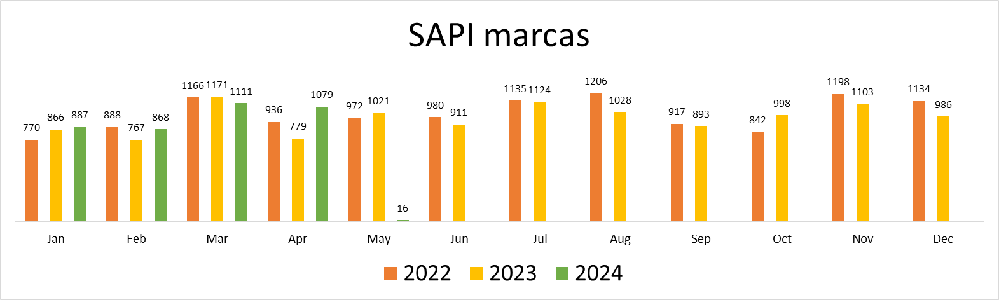 SAPI marcas
770 866 887 888 767 868 1166 1171 1111 936 779 1079 972 1021 16 980 911 1135 1124 1206 1028 917 893 842 998 1198 1103 1134 986
Jan Feb Mar Apr May Jun Jul Aug Sep Oct Nov Dec
2022 2023 2024